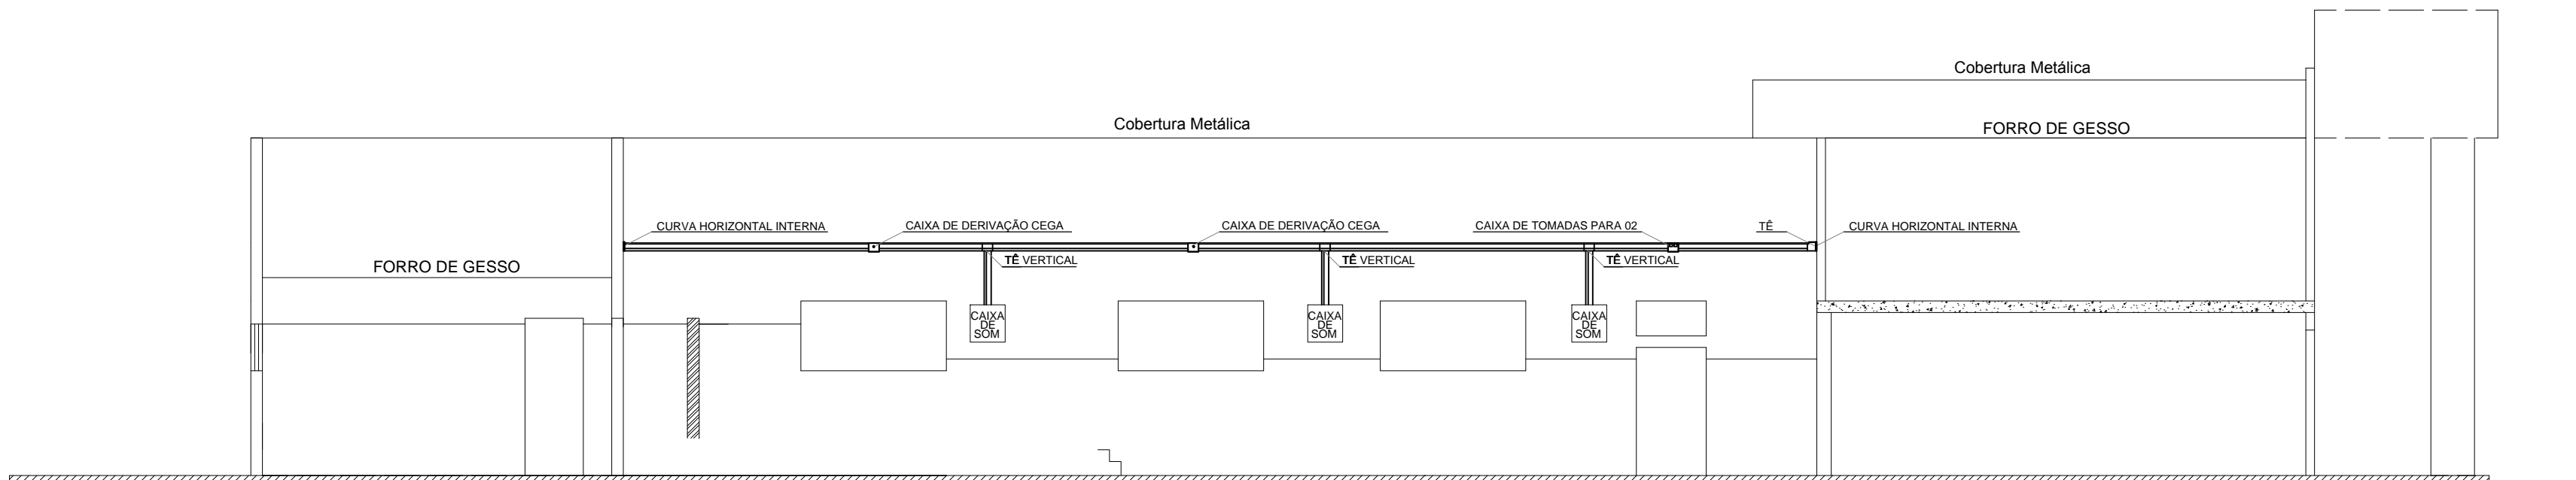 Cobertura Metálica
Cobertura Metálica
FORRO DE GESSO
CURVA HORIZONTAL INTERNA
CAIXA DE DERIVAÇÃO CEGA
CAIXA DE DERIVAÇÃO CEGA
CAIXA DE TOMADAS PARA 02
TÊ
CURVA HORIZONTAL INTERNA
FORRO DE GESSO
TÊ VERTICAL
TÊ VERTICAL
TÊ VERTICAL
CAIXA
DE
SOM
CAIXA
DE
SOM
CAIXA
DE
SOM